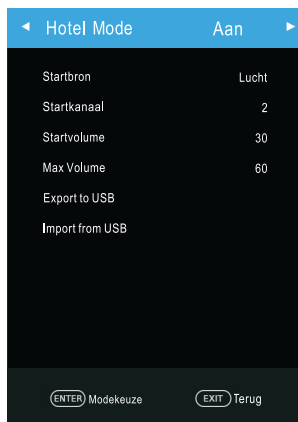 Hotel Mode Aan
Startbron Lucht
Startkanaal 2
Startvolume 30
Max Volume 60
Export to USB
Import from USB
ENTER Modekeuze EXIT Terug